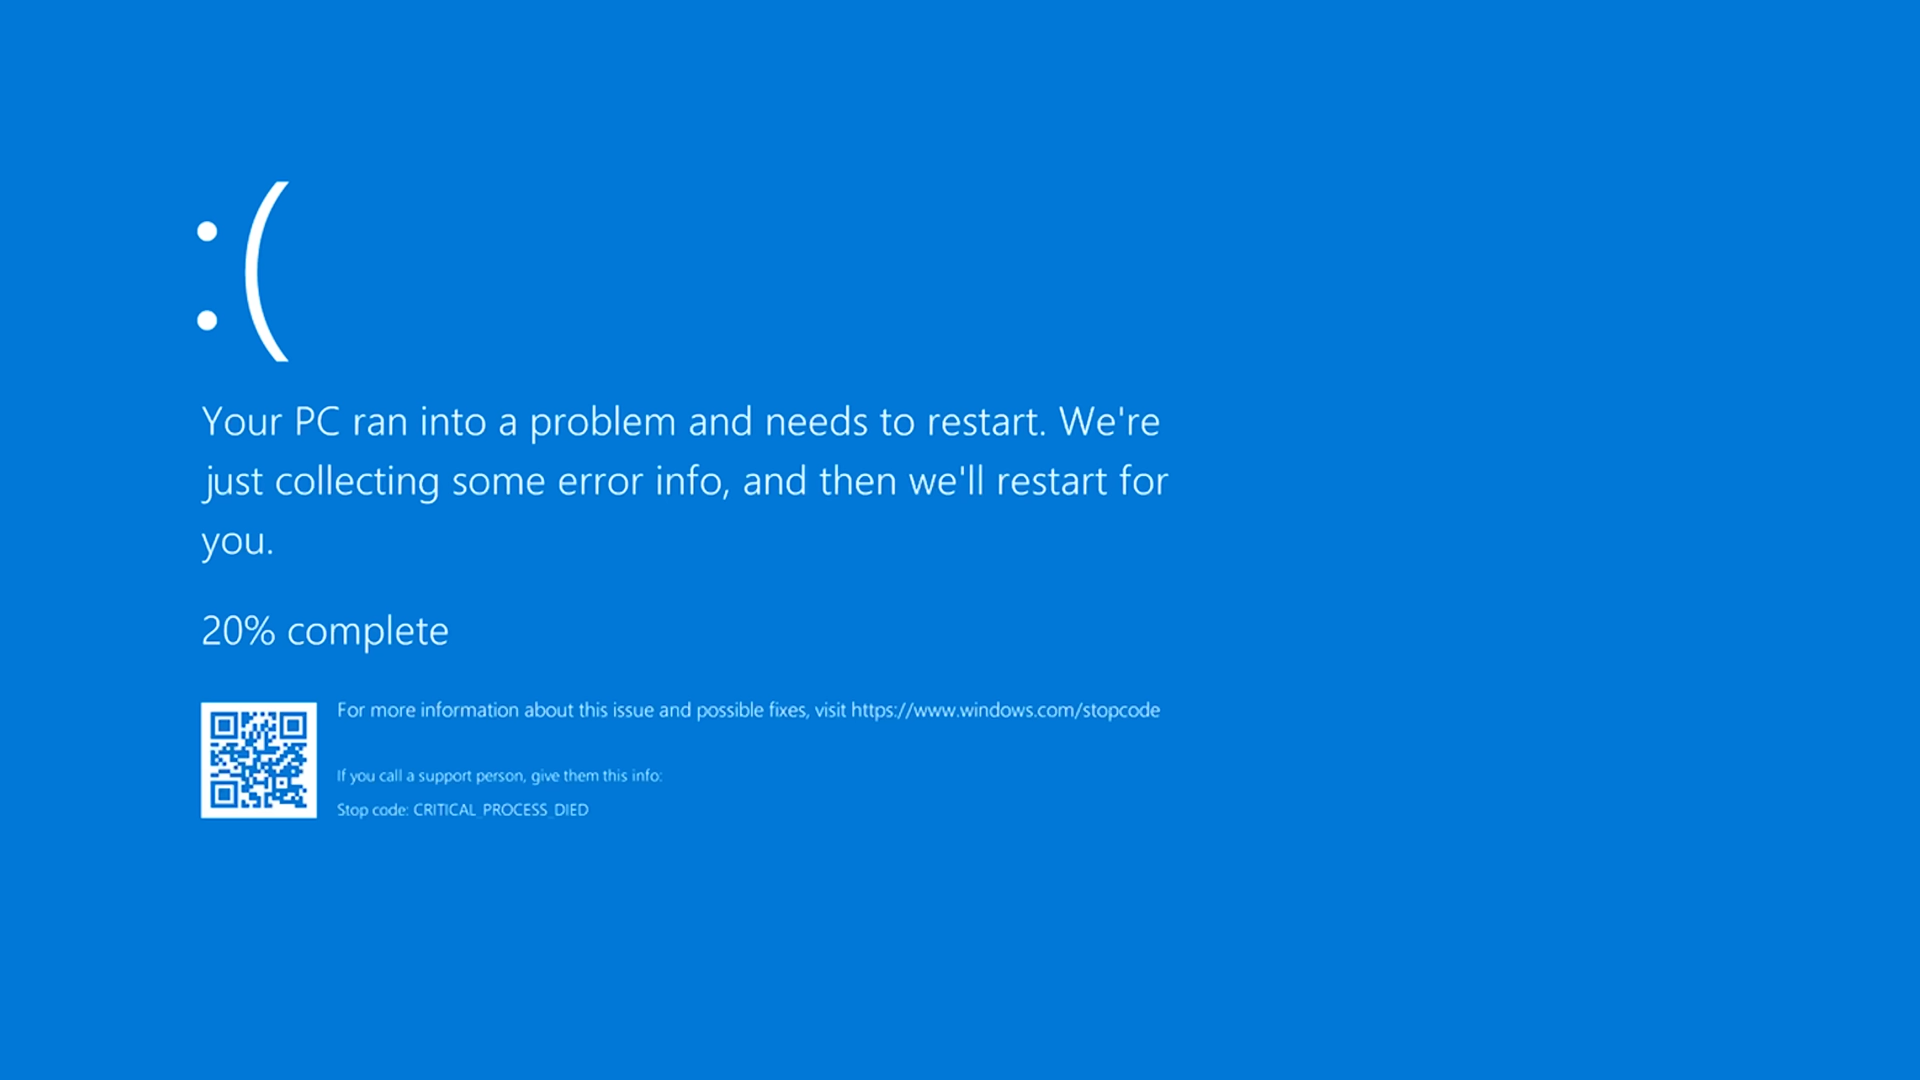 :(
Your PC ran into a problem and needs to restart. We're
just collecting some error info, and then we'll restart for
you.
20% complete
For more information about this issue and possible fixes, visit https://www.windows.com/stopcode
If you call a support person, give them this info:
Stop code: CRITICAL_PROCESS_DIED